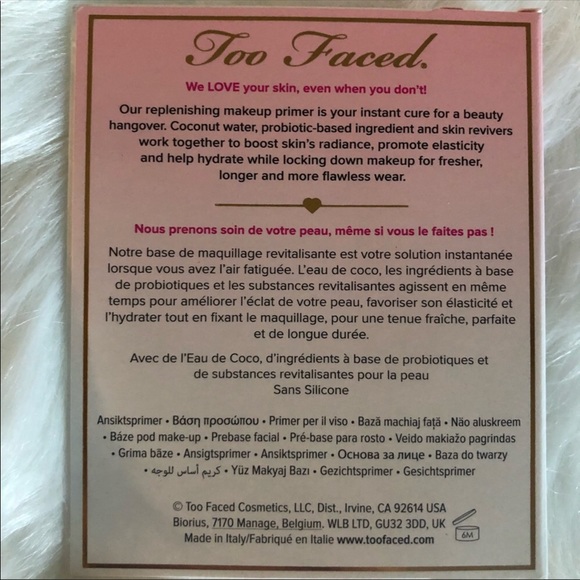 Too Faced.
We LOVE your skin, even when you don't!
Our replenishing makeup primer is your instant cure for a beauty
hangover. Coconut water, probiotic-based ingredient and skin revivers
work together to boost skin's radiance, promote elasticity
and help hydrate while locking down makeup for fresher,
longer and more flawless wear.
Nous prenons soin de votre peau, même si vous le faites pas !
Notre base de maquillage revitalisante est votre solution instantanée
lorsque vous avez l'air fatiguée. L'eau de coco, les ingrédients à base
de probiotiques et les substances revitalisantes agissent en même
temps pour améliorer l'éclat de votre peau, favoriser son élasticité et
l'hydrater tout en fixant le maquillage, pour une tenue fraîche, parfaite
et de longue durée.
Avec de l'Eau de Coco, d'ingrédients à base de probiotiques et
de substances revitalisantes pour la peau
Sans Silicone
Ansiktsprimer • Βάση προσώπου • Primer per il viso • Bază machiaj față • Não aluskreem
• Báze pod make-up • Prebase facial • Pré-base para rosto • Veido makiažo pagrindas
• Grima bāze • Ansigtsprimer • Ansiktsprimer • Основа за лице • Baza do twarzy
• كريم أساس للوجه • Yüz Makyaj Bazı • Gezichtsprimer • Gesichtsprimer
© Too Faced Cosmetics, LLC, Dist., Irvine, CA 92614 USA
Biorius, 7170 Manage, Belgium. WLB LTD, GU32 3DD, UK
Made in Italy/Fabriqué en Italie www.toofaced.com
6M